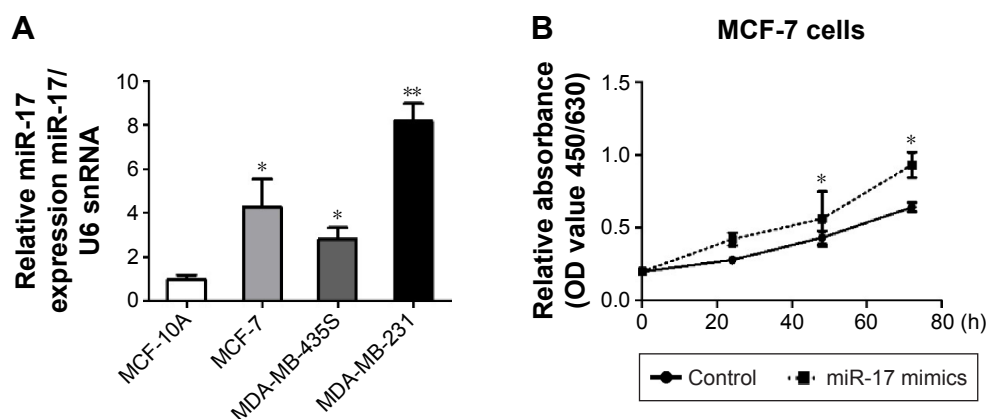 A
Relative miR-17
expression miR-17/
U6 snRNA
10
8
6
4
2
0
*
*
**
MCF-10A
MCF-7
MDA-MB-435S
MDA-MB-231
B
MCF-7 cells
Relative absorbance
(OD value 450/630)
1.5
1.0
0.5
0.0
*
*
0 20 40 60 80 (h)
Control miR-17 mimics